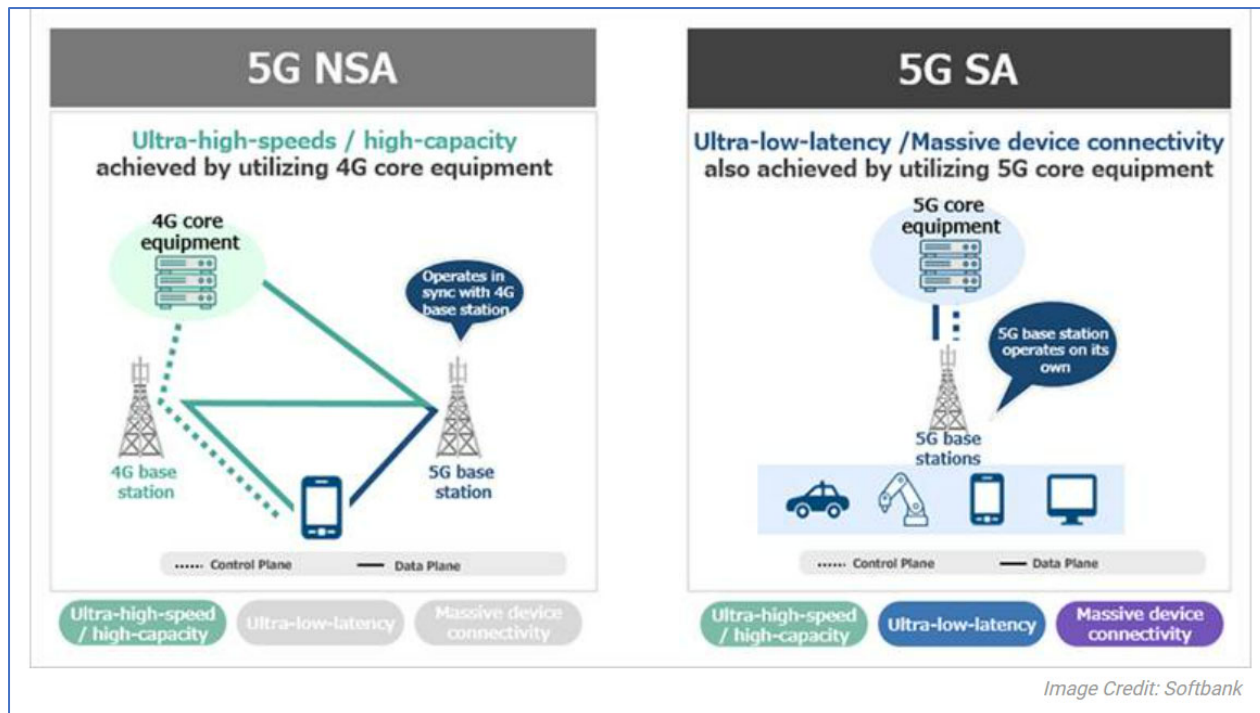 5G NSA
Ultra-high-speeds / high-capacity
achieved by utilizing 4G core equipment
4G core
equipment
Operates in
sync with 4G
base station
4G base
station
5G base
station
Control Plane
Data Plane
Ultra-high-speed
/ high-capacity
Ultra-low-latency
Massive device
connectivity
5G SA
Ultra-low-latency /Massive device connectivity
also achieved by utilizing 5G core equipment
5G core
equipment
5G base station
operates on its
own
5G base
stations
Control Plane
Data Plane
Ultra-high-speed
/ high-capacity
Ultra-low-latency
Massive device
connectivity
Image Credit: Softbank